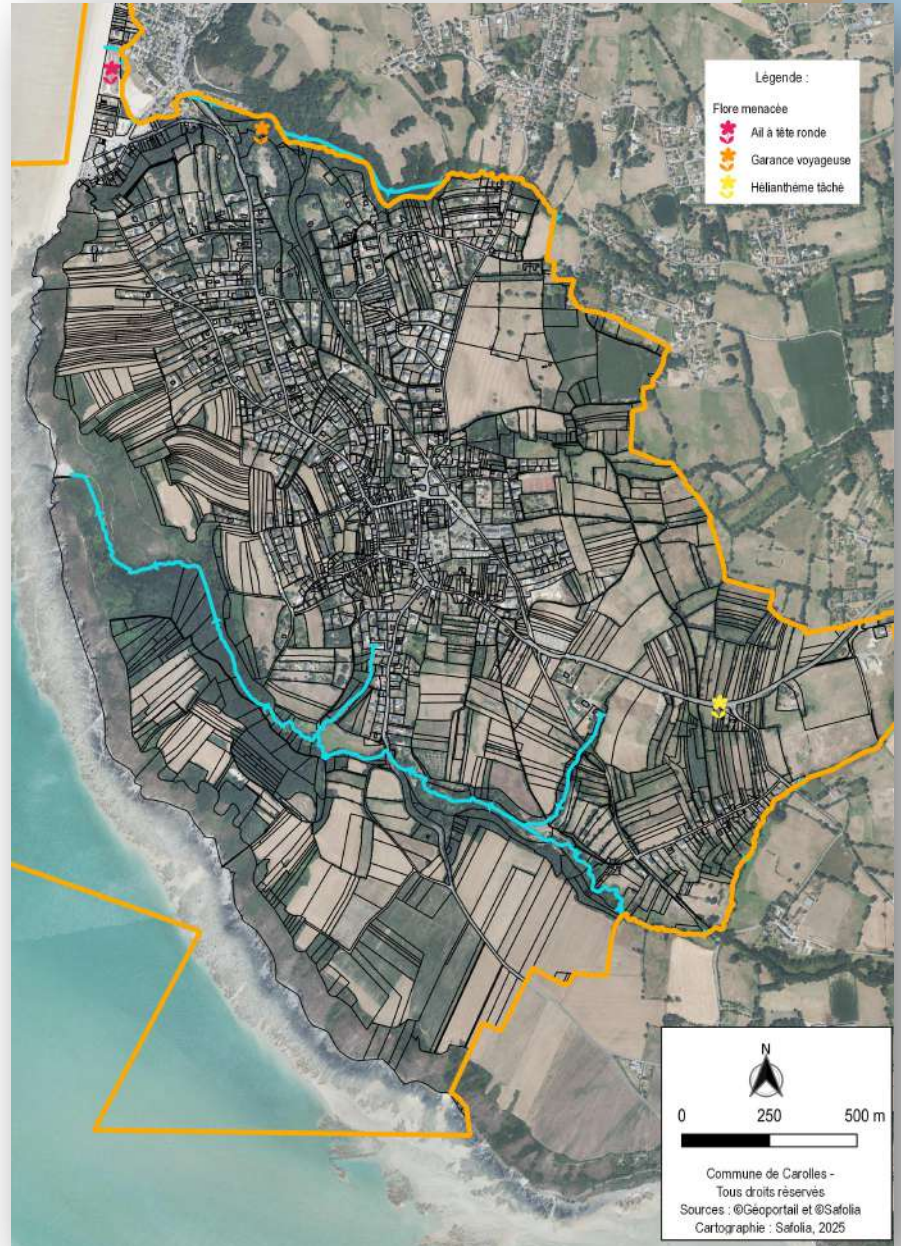 Légende :
Flore menacée
Ail à tête ronde
Garance voyageuse
Hélianthème tâché
N
0 250 500 m
Commune de Carolles -
Tous droits réservés
Sources : ©Géoportail et ©Safolia
Cartographie : Safolia, 2025